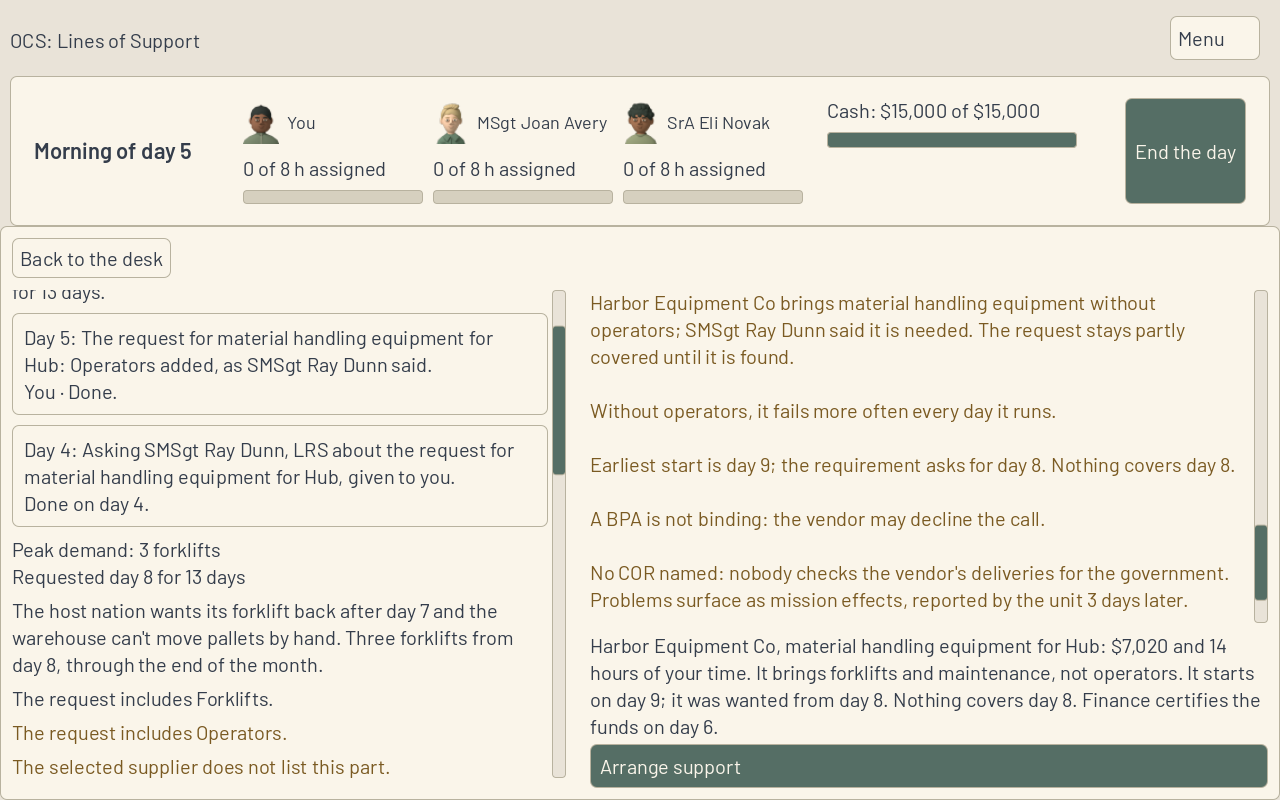 OCS: Lines of Support
Menu
Morning of day 5
You
0 of 8 h assigned
MSgt Joan Avery
0 of 8 h assigned
SrA Eli Novak
0 of 8 h assigned
Cash: $15,000 of $15,000
End the day
Back to the desk
for 13 days.
Day 5: The request for material handling equipment for
Hub: Operators added, as SMSgt Ray Dunn said.
You · Done.
Day 4: Asking SMSgt Ray Dunn, LRS about the request for
material handling equipment for Hub, given to you.
Done on day 4.
Peak demand: 3 forklifts
Requested day 8 for 13 days
The host nation wants its forklift back after day 7 and the
warehouse can't move pallets by hand. Three forklifts from
day 8, through the end of the month.
The request includes Forklifts.
The request includes Operators.
The selected supplier does not list this part.
Harbor Equipment Co brings material handling equipment without
operators; SMSgt Ray Dunn said it is needed. The request stays partly
covered until it is found.
Without operators, it fails more often every day it runs.
Earliest start is day 9; the requirement asks for day 8. Nothing covers day 8.
A BPA is not binding: the vendor may decline the call.
No COR named: nobody checks the vendor's deliveries for the government.
Problems surface as mission effects, reported by the unit 3 days later.
Harbor Equipment Co, material handling equipment for Hub: $7,020 and 14
hours of your time. It brings forklifts and maintenance, not operators. It starts
on day 9; it was wanted from day 8. Nothing covers day 8. Finance certifies the
funds on day 6.
Arrange support